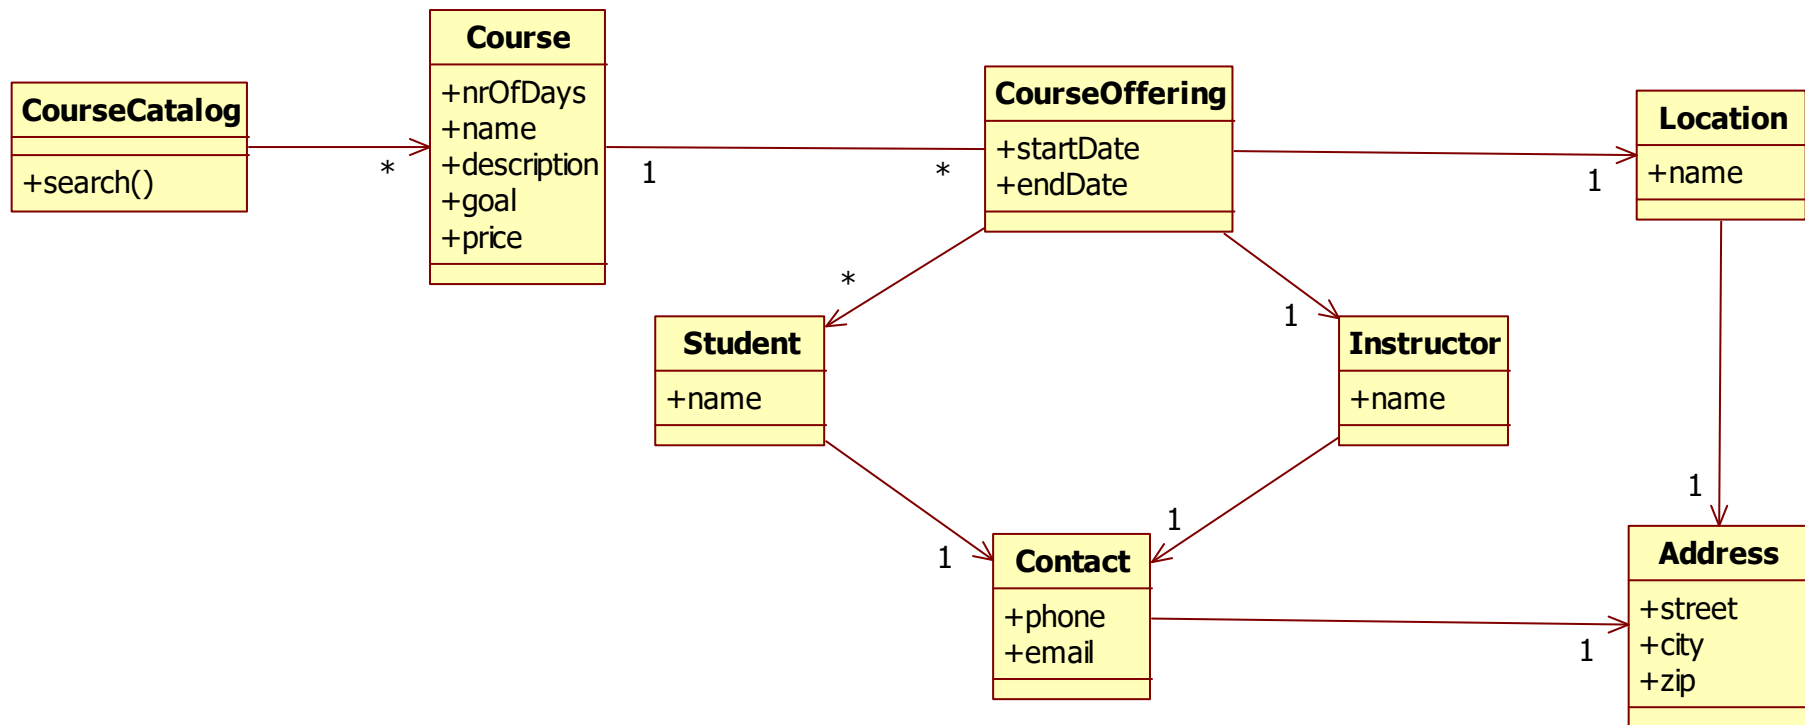 CourseCatalog
+search()
*
Course
+nrOfDays
+name
+description
+goal
+price
1
*
CourseOffering
+startDate
+endDate
1
Location
+name
*
1
Student
+name
Instructor
+name
1
1
1
Contact
+phone
+email
1
Address
+street
+city
+zip